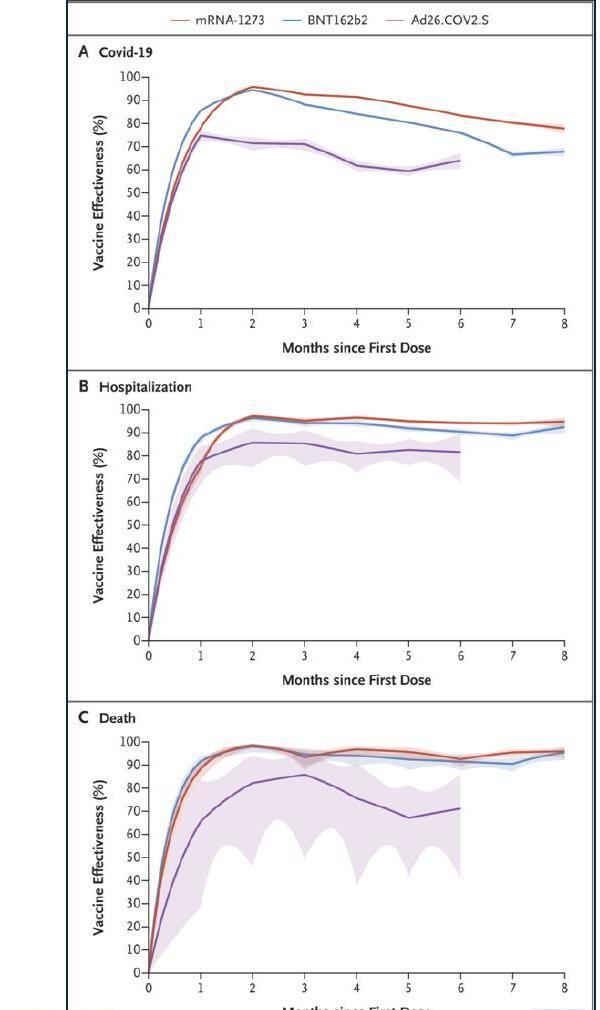 mRNA-1273 BNT162b2 Ad26.COV2.S
A Covid-19
Vaccine Effectiveness (%)
100
90
80
70
60
50
40
30
20
10
0
0 1 2 3 4 5 6 7 8
Months since First Dose
B Hospitalization
Vaccine Effectiveness (%)
100
90
80
70
60
50
40
30
20
10
0
0 1 2 3 4 5 6 7 8
Months since First Dose
C Death
Vaccine Effectiveness (%)
100
90
80
70
60
50
40
30
20
10
0
0 1 2 3 4 5 6 7 8
Months since First Dose